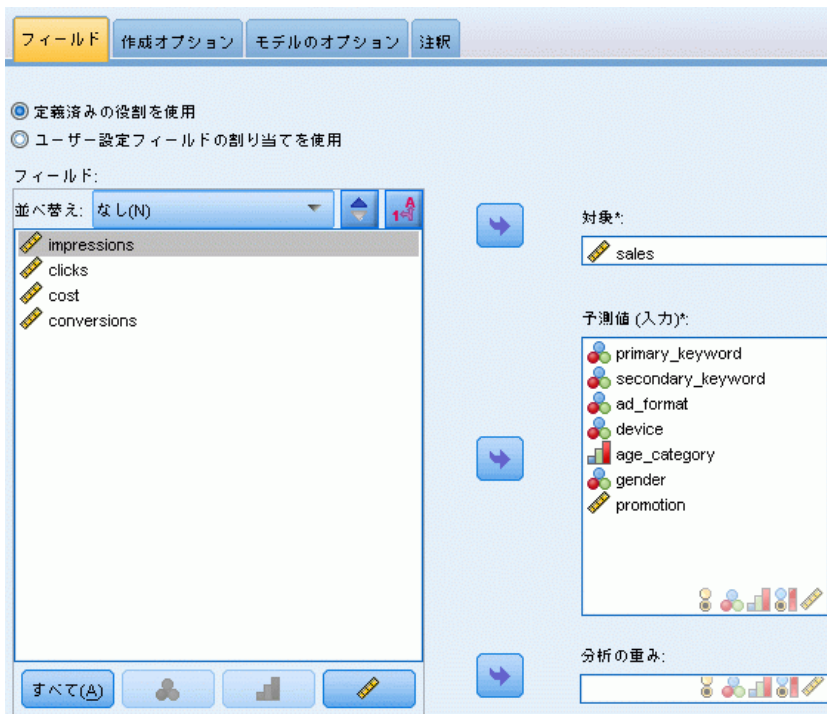 フィールド 作成オプション モデルのオプション 注釈
定義済みの役割を使用
ユーザー設定フィールドの割り当てを使用
フィールド:
並べ替え: なし(N)
impressions
clicks
cost
conversions
すべて(A)
対象*:
sales
予測値 (入力)*:
primary_keyword
secondary_keyword
ad_format
device
age_category
gender
promotion
分析の重み: